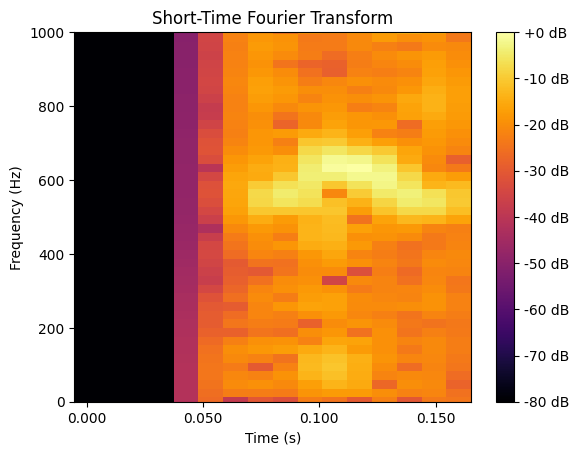 Short-Time Fourier Transform
1000
800
600
400
200
0
Frequency (Hz)
0.000
0.050
0.100
0.150
Time (s)
+0 dB
-10 dB
-20 dB
-30 dB
-40 dB
-50 dB
-60 dB
-70 dB
-80 dB